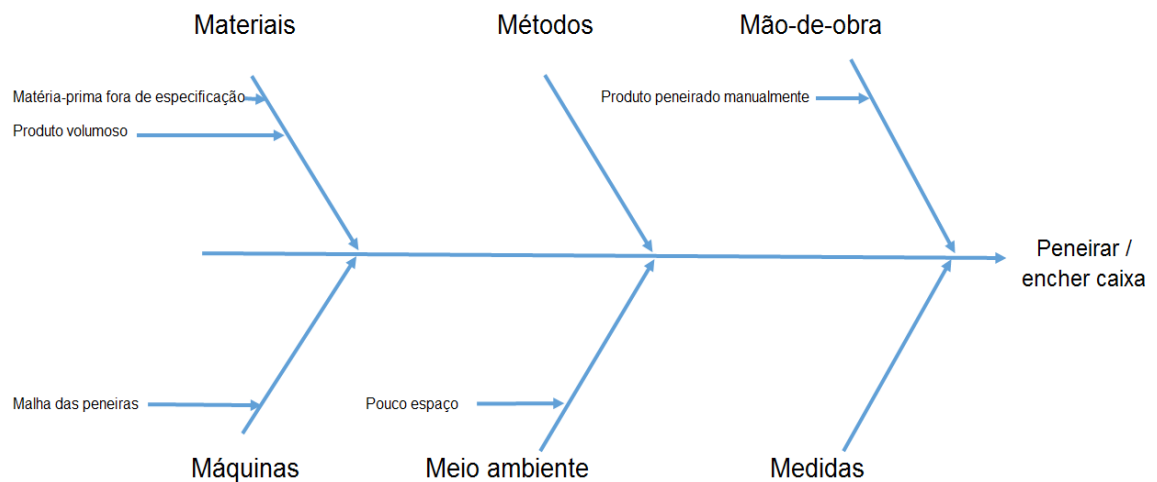 Materiais
Métodos
Mão-de-obra
Matéria-prima fora de especificação
Produto volumoso
Produto peneirado manualmente
Peneirar /
encher caixa
Malha das peneiras
Pouco espaço
Máquinas
Meio ambiente
Medidas